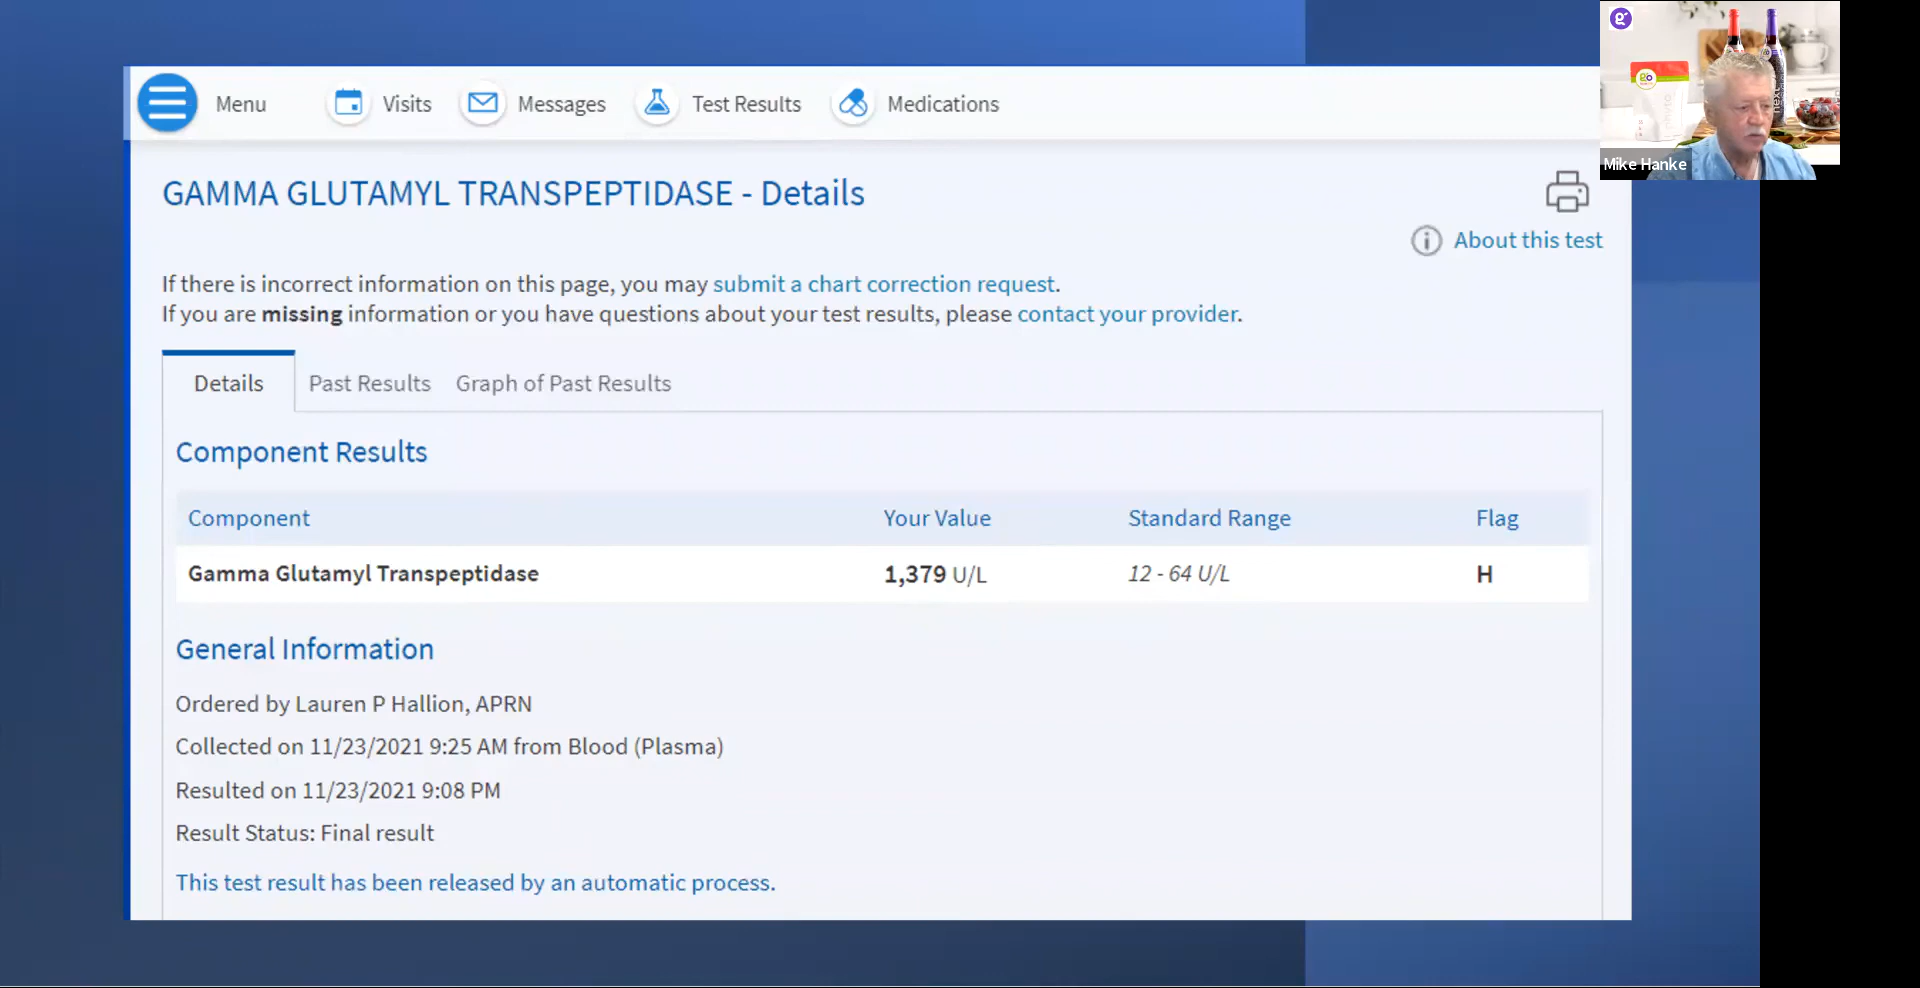 Menu
Visits
Messages
Test Results
Medications
Mike Hanke
GAMMA GLUTAMYL TRANSPEPTIDASE - Details
About this test
If there is incorrect information on this page, you may submit a chart correction request.
If you are missing information or you have questions about your test results, please contact your provider.
Details
Past Results
Graph of Past Results
Component Results
Component Your Value Standard Range Flag
Gamma Glutamyl Transpeptidase 1,379 U/L 12 - 64 U/L H
General Information
Ordered by Lauren P Hallion, APRN
Collected on 11/23/2021 9:25 AM from Blood (Plasma)
Resulted on 11/23/2021 9:08 PM
Result Status: Final result
This test result has been released by an automatic process.